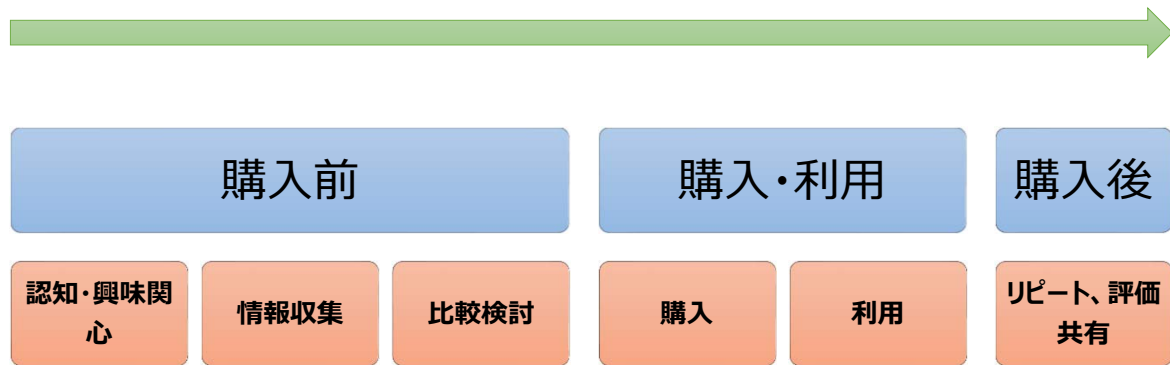 購入前
購入･利用
購入後
認知･興味関
心
情報収集
比較検討
購入
利用
リピート、評価
共有